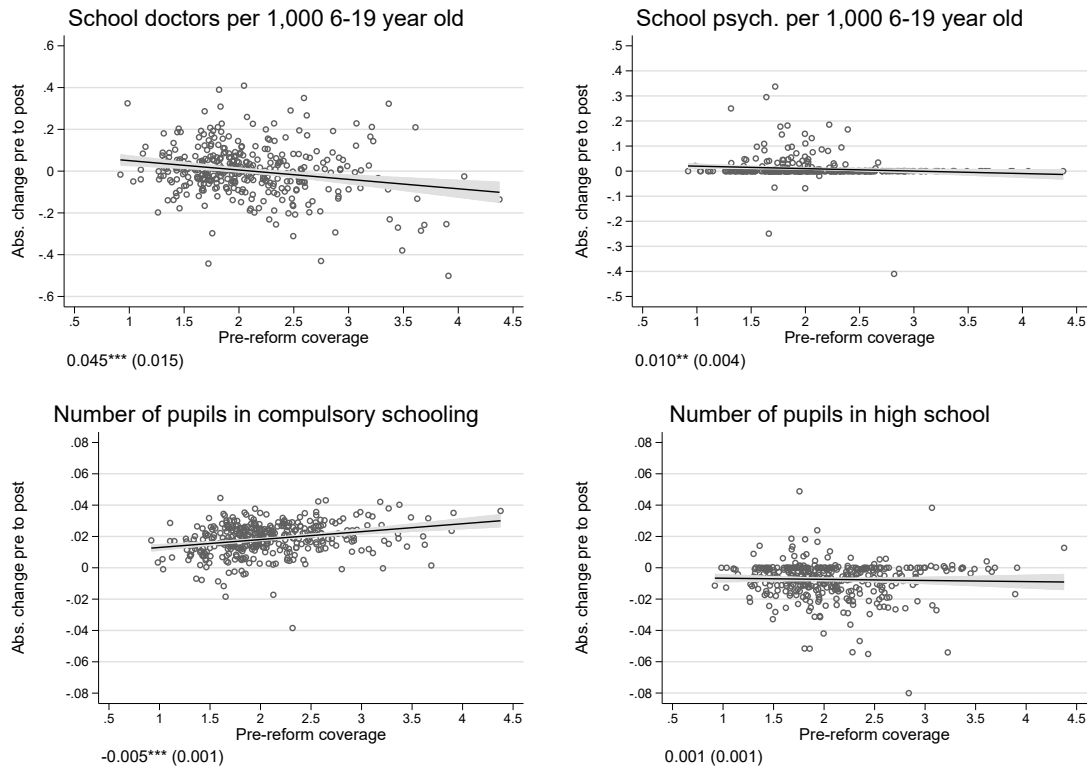 School doctors per 1,000 6-19 year old
Abs. change pre to post
.6
.4
.2
0
-.2
-.4
-.6
.5 1 1.5 2 2.5 3 3.5 4 4.5
Pre-reform coverage
0.045*** (0.015)
School psych. per 1,000 6-19 year old
Abs. change pre to post
.5
.4
.3
.2
.1
0
-.1
-.2
-.3
-.4
-.5
.5 1 1.5 2 2.5 3 3.5 4 4.5
Pre-reform coverage
0.010** (0.004)
Number of pupils in compulsory schooling
Abs. change pre to post
.08
.06
.04
.02
0
-.02
-.04
-.06
-.08
.5 1 1.5 2 2.5 3 3.5 4 4.5
Pre-reform coverage
-0.005*** (0.001)
Number of pupils in high school
Abs. change pre to post
.08
.06
.04
.02
0
-.02
-.04
-.06
-.08
.5 1 1.5 2 2.5 3 3.5 4 4.5
Pre-reform coverage
0.001 (0.001)